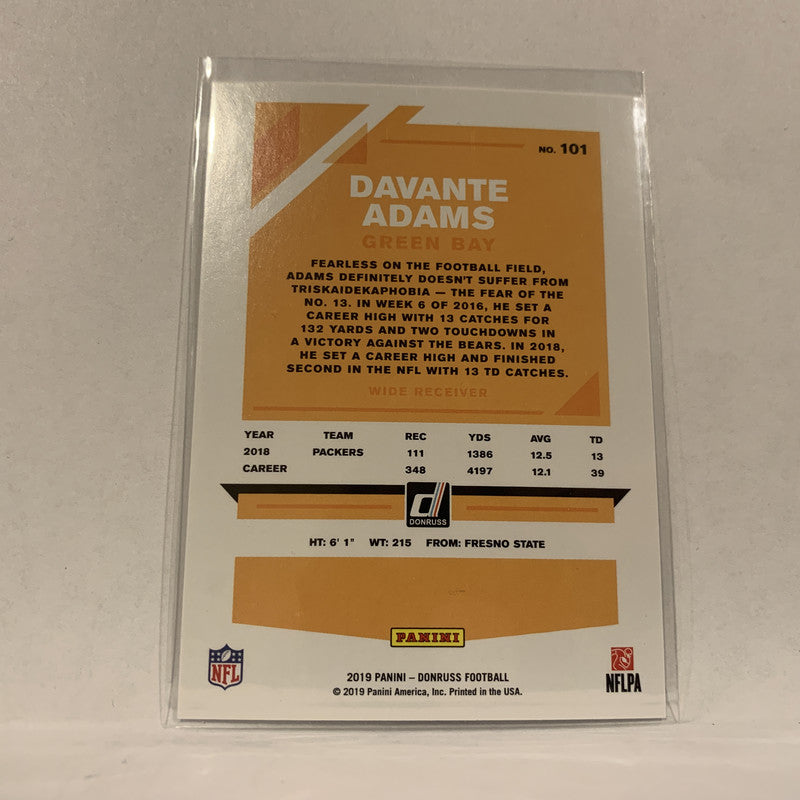 NO. 101
DAVANTE
ADAMS
GREEN BAY
FEARLESS ON THE FOOTBALL FIELD,
ADAMS DEFINITELY DOESN'T SUFFER FROM
TRISKAIDEKAPHOBIA — THE FEAR OF THE
NO. 13. IN WEEK 6 OF 2016, HE SET A
CAREER HIGH WITH 13 CATCHES FOR
132 YARDS AND TWO TOUCHDOWNS IN
A VICTORY AGAINST THE BEARS. IN 2018,
HE SET A CAREER HIGH AND FINISHED
SECOND IN THE NFL WITH 13 TD CATCHES.
WIDE RECEIVER
YEAR TEAM REC YDS AVG TD
2018 PACKERS 111 1386 12.5 13
CAREER 348 4197 12.1 39
DONRUSS
HT: 6' 1" WT: 215 FROM: FRESNO STATE
PANINI
NFL
2019 PANINI – DONRUSS FOOTBALL
© 2019 Panini America, Inc. Printed in the USA.
NFLPA